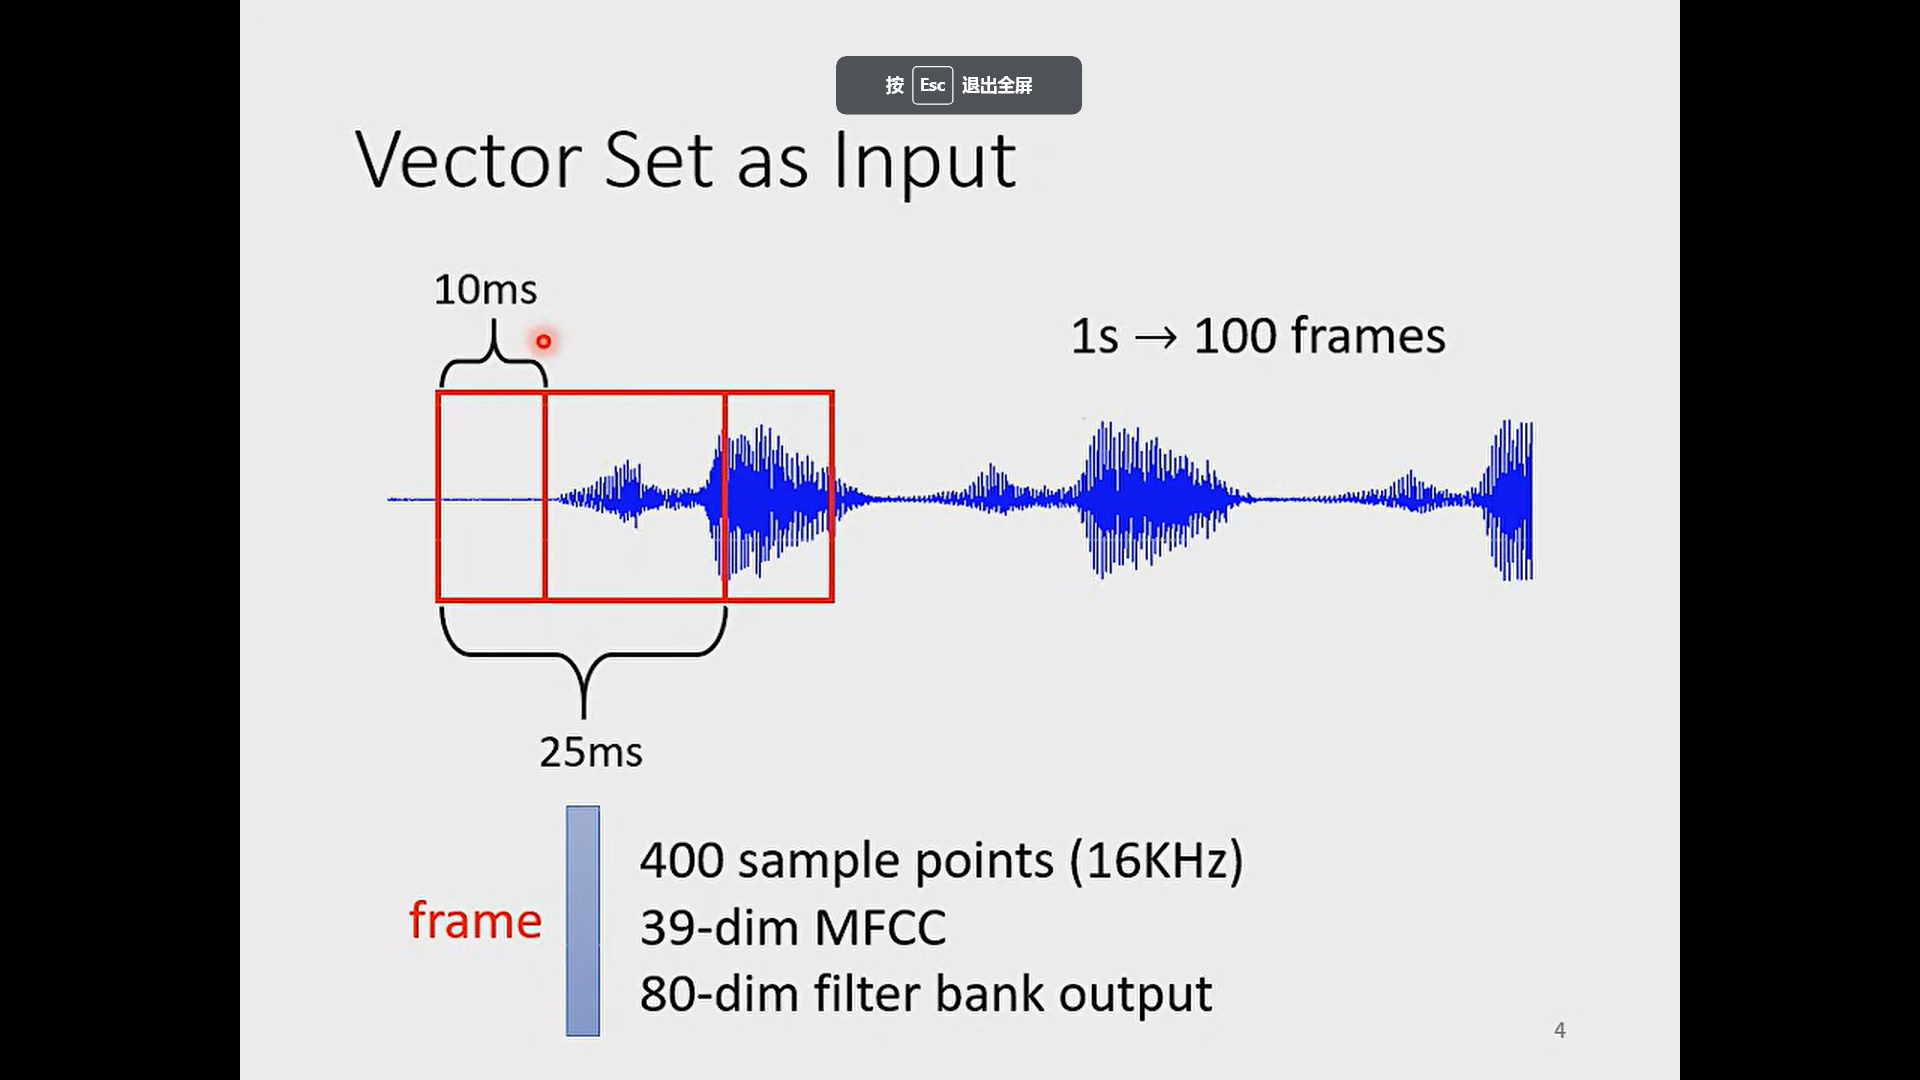 按 Esc 退出全屏
Vector Set as Input
10ms
1s → 100 frames
25ms
frame
400 sample points (16KHz)
39-dim MFCC
80-dim filter bank output
4